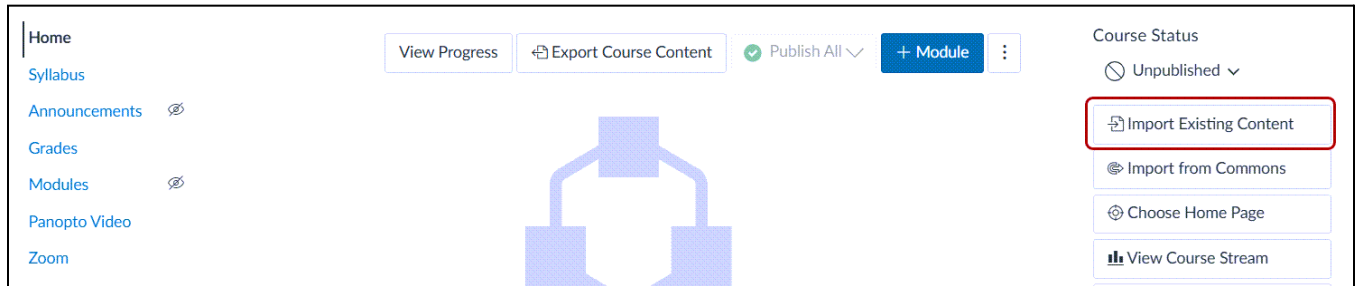 Home
Syllabus
Announcements
Grades
Modules
Panopto Video
Zoom
View Progress
Export Course Content
Publish All
+ Module
Course Status
Unpublished
Import Existing Content
Import from Commons
Choose Home Page
View Course Stream